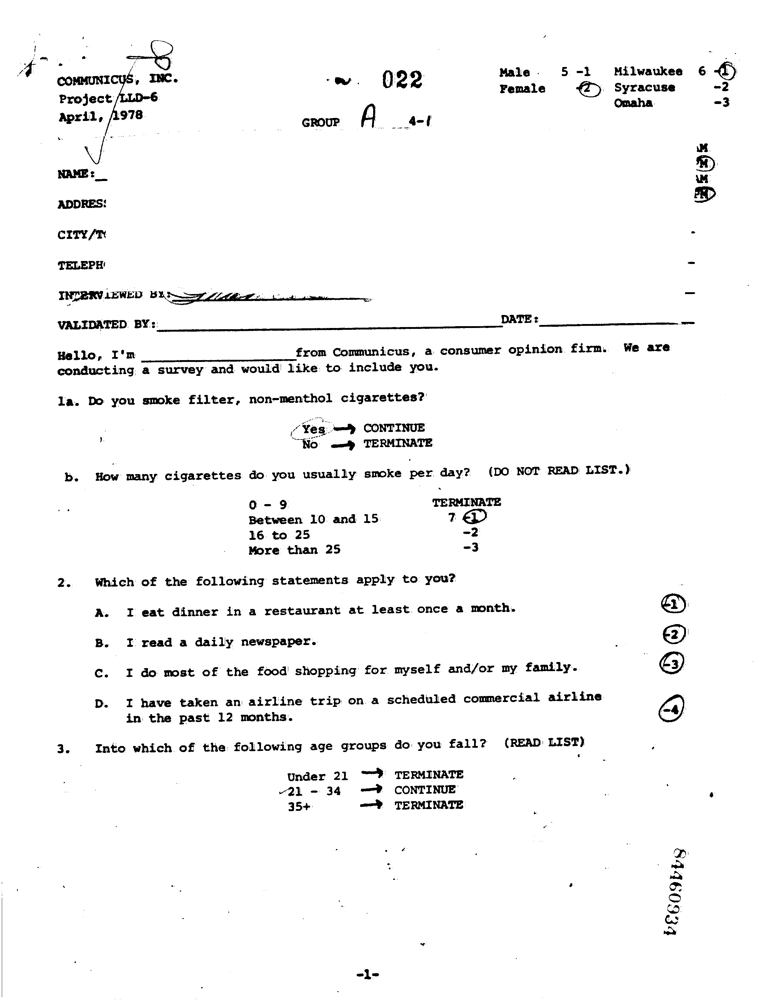 COMMUNICUS, INC.
Project LLD-6
April, 1978
022
GROUP A 4-1
Male 5 -1 Milwaukee 6 -1
Female -2 Syracuse -2
Omaha -3
NAME:
ADDRES
CITY/T
TELEPH
INTERVIEWED BY:
VALIDATED BY: DATE:
Hello, I'm from Communicus, a consumer opinion firm. We are
conducting a survey and would like to include you.
1a. Do you smoke filter, non-menthol cigarettes?
Yes → CONTINUE
No → TERMINATE
b. How many cigarettes do you usually smoke per day? (DO NOT READ LIST.)
0 - 9 TERMINATE
Between 10 and 15 7 -1
16 to 25 -2
More than 25 -3
2. Which of the following statements apply to you?
A. I eat dinner in a restaurant at least once a month. -1
B. I read a daily newspaper. -2
C. I do most of the food shopping for myself and/or my family. -3
D. I have taken an airline trip on a scheduled commercial airline
in the past 12 months. -4
3. Into which of the following age groups do you fall? (READ LIST)
Under 21 → TERMINATE
21 - 34 → CONTINUE
35+ → TERMINATE
84460934
-1-